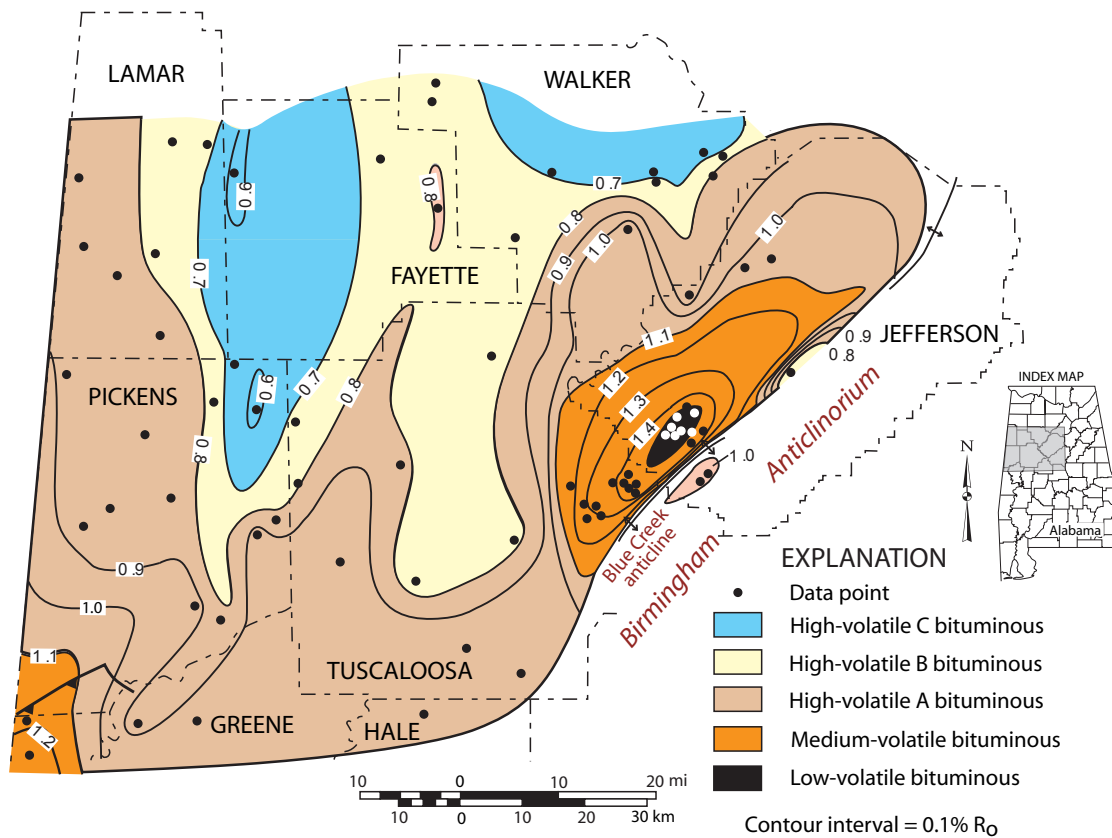 LAMAR
WALKER
0.6
0.8
0.7
0.8
0.9
1.0
1.0
0.7
FAYETTE
1.1
0.9
0.8
JEFFERSON
PICKENS
0.6
0.7
0.8
1.2
1.3
1.4
0.8
1.0
Anticlinorium
Blue Creek
anticline
Birmingham
0.9
1.0
1.1
1.2
TUSCALOOSA
GREENE
HALE
INDEX MAP
Alabama
N
EXPLANATION
Data point
High-volatile C bituminous
High-volatile B bituminous
High-volatile A bituminous
Medium-volatile bituminous
Low-volatile bituminous
Contour interval = 0.1% Ro
10 0 10 20 mi
10 0 10 20 30 km